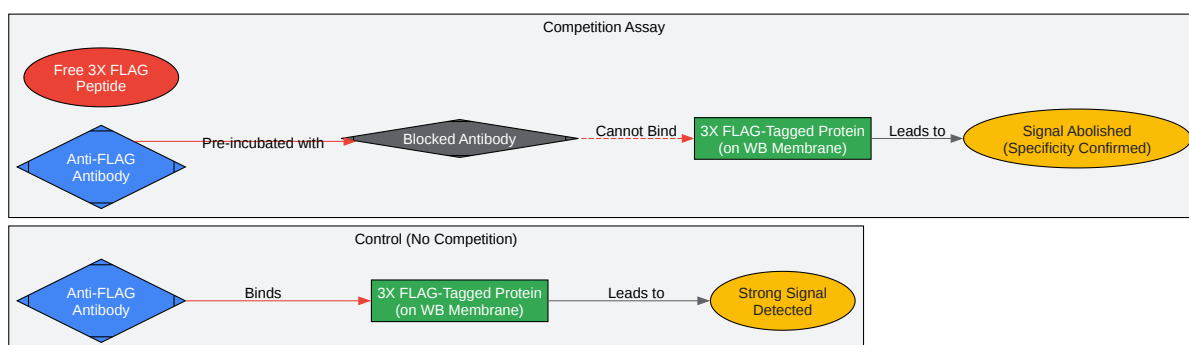 Competition Assay
Free 3X FLAG
Peptide
Anti-FLAG
Antibody
Pre-incubated with
Blocked Antibody
Cannot Bind
3X FLAG-Tagged Protein
(on WB Membrane)
Leads to
Signal Abolished
(Specificity Confirmed)
Control (No Competition)
Anti-FLAG
Antibody
Binds
3X FLAG-Tagged Protein
(on WB Membrane)
Leads to
Strong Signal
Detected